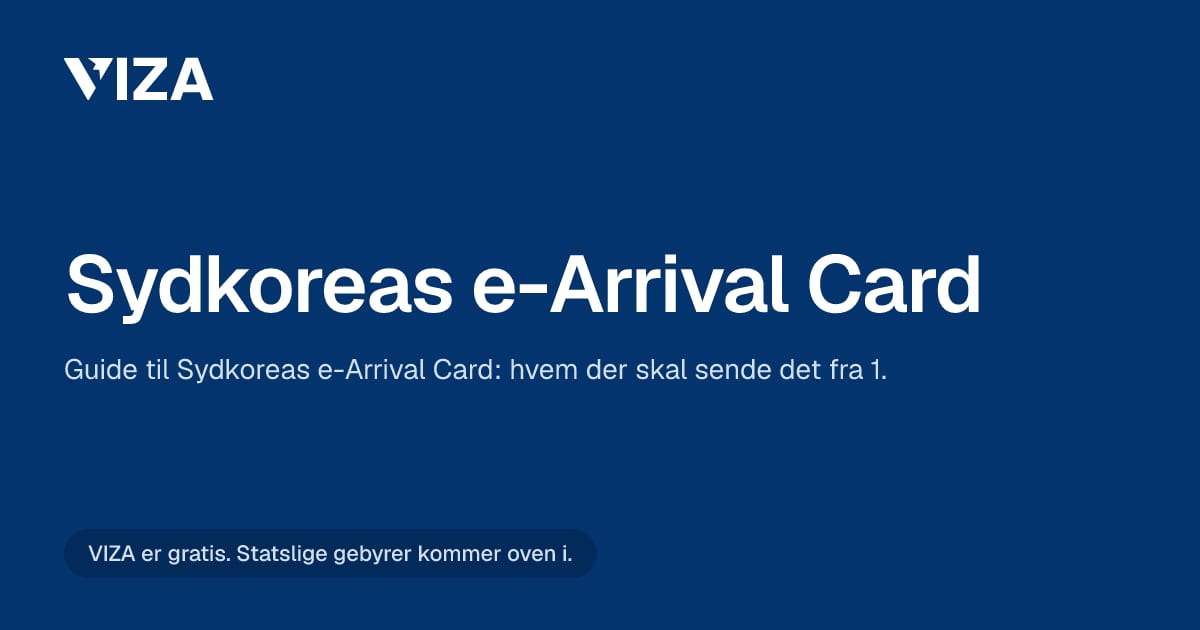 VIZA
Sydkoreas e-Arrival Card
Guide til Sydkoreas e-Arrival Card: hvem der skal sende det fra 1.
VIZA er gratis. Statslige gebyrer kommer oven i.